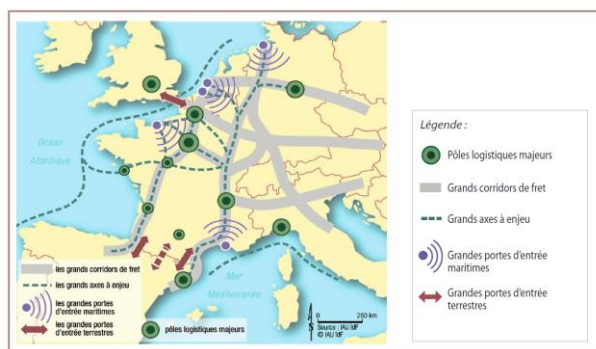 Océan
Atlantique
Mer
Mediterranée
les grands corridors de fret
les grands axes à enjeu
les grandes portes
d'entrée maritimes
les grandes portes
d'entrée terrestres
pôles logistiques majeurs
N
S
0 250 km
Source : IAU îdF
© IAU îdF
Légende :
Pôles logistiques majeurs
Grands corridors de fret
Grands axes à enjeu
Grandes portes d'entrée
maritimes
Grandes portes d'entrée
terrestres